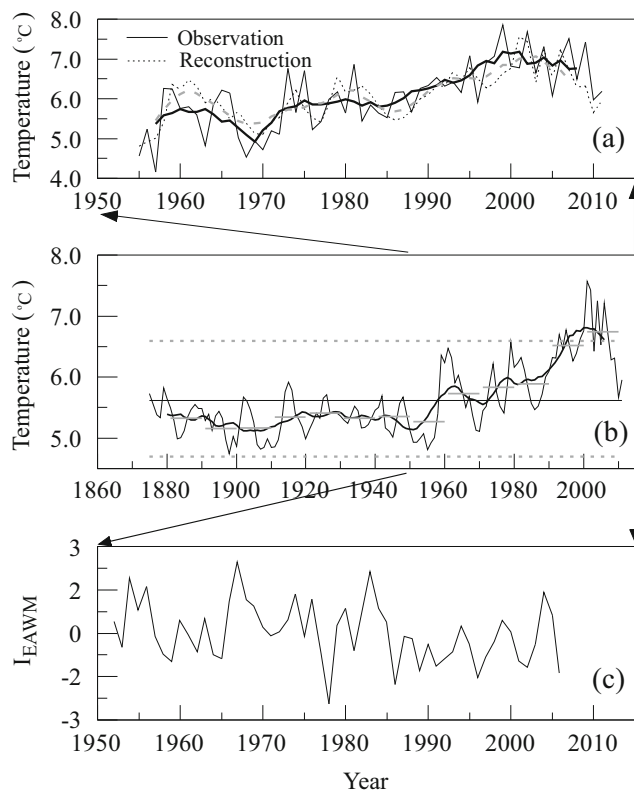 Temperature (°C)
8.0
7.0
6.0
5.0
4.0
Observation
Reconstruction
(a)
1950 1960 1970 1980 1990 2000 2010
Temperature (°C)
8.0
7.0
6.0
5.0
(b)
1860 1880 1900 1920 1940 1960 1980 2000
I_EAWM
3
2
0
-2
-3
(c)
1950 1960 1970 1980 1990 2000 2010
Year